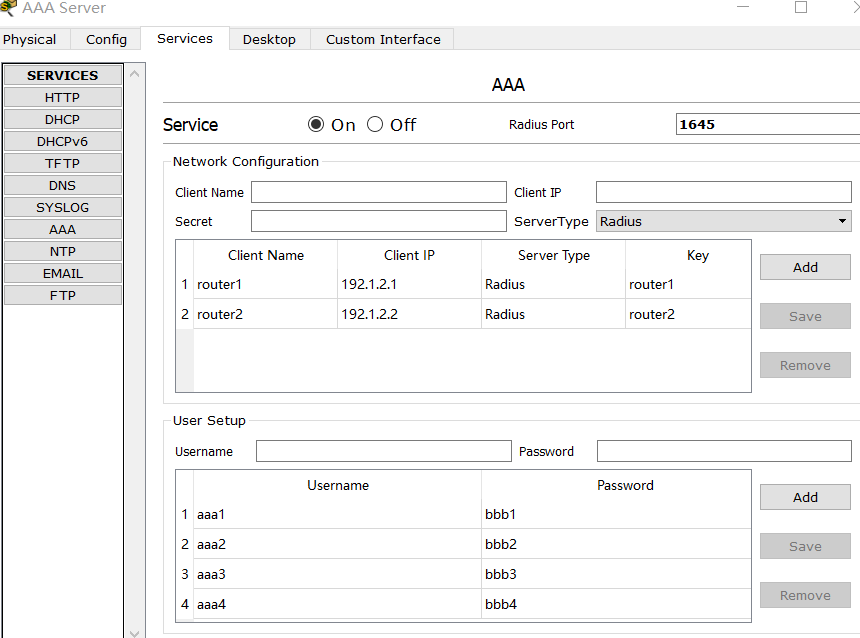 AAA Server
Physical Config Services Desktop Custom Interface
SERVICES
HTTP
DHCP
DHCPv6
TFTP
DNS
SYSLOG
AAA
NTP
EMAIL
FTP
AAA
Service On Off Radius Port 1645
Network Configuration
Client Name Client IP
Secret ServerType Radius
Client Name Client IP Server Type Key
1 router1 192.1.2.1 Radius router1
2 router2 192.1.2.2 Radius router2
Add
Save
Remove
User Setup
Username Password
Username Password
1 aaa1 bbb1
2 aaa2 bbb2
3 aaa3 bbb3
4 aaa4 bbb4
Add
Save
Remove